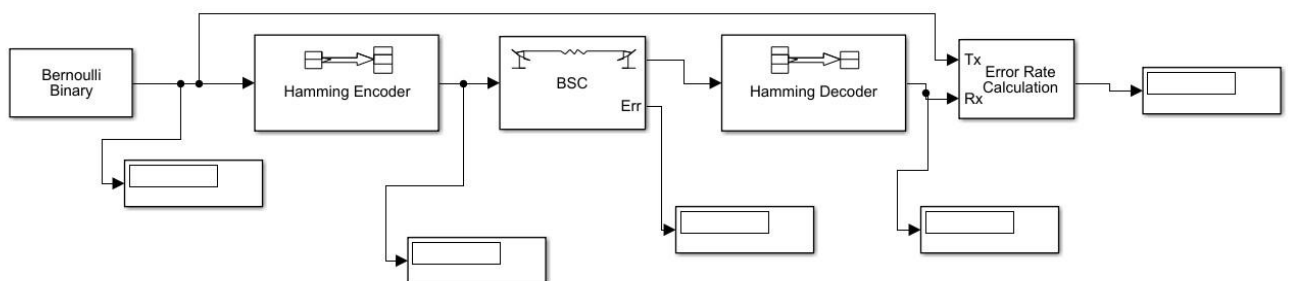 Bernoulli
Binary
Hamming Encoder
BSC
Err
Hamming Decoder
Tx
Rx
Error Rate
Calculation